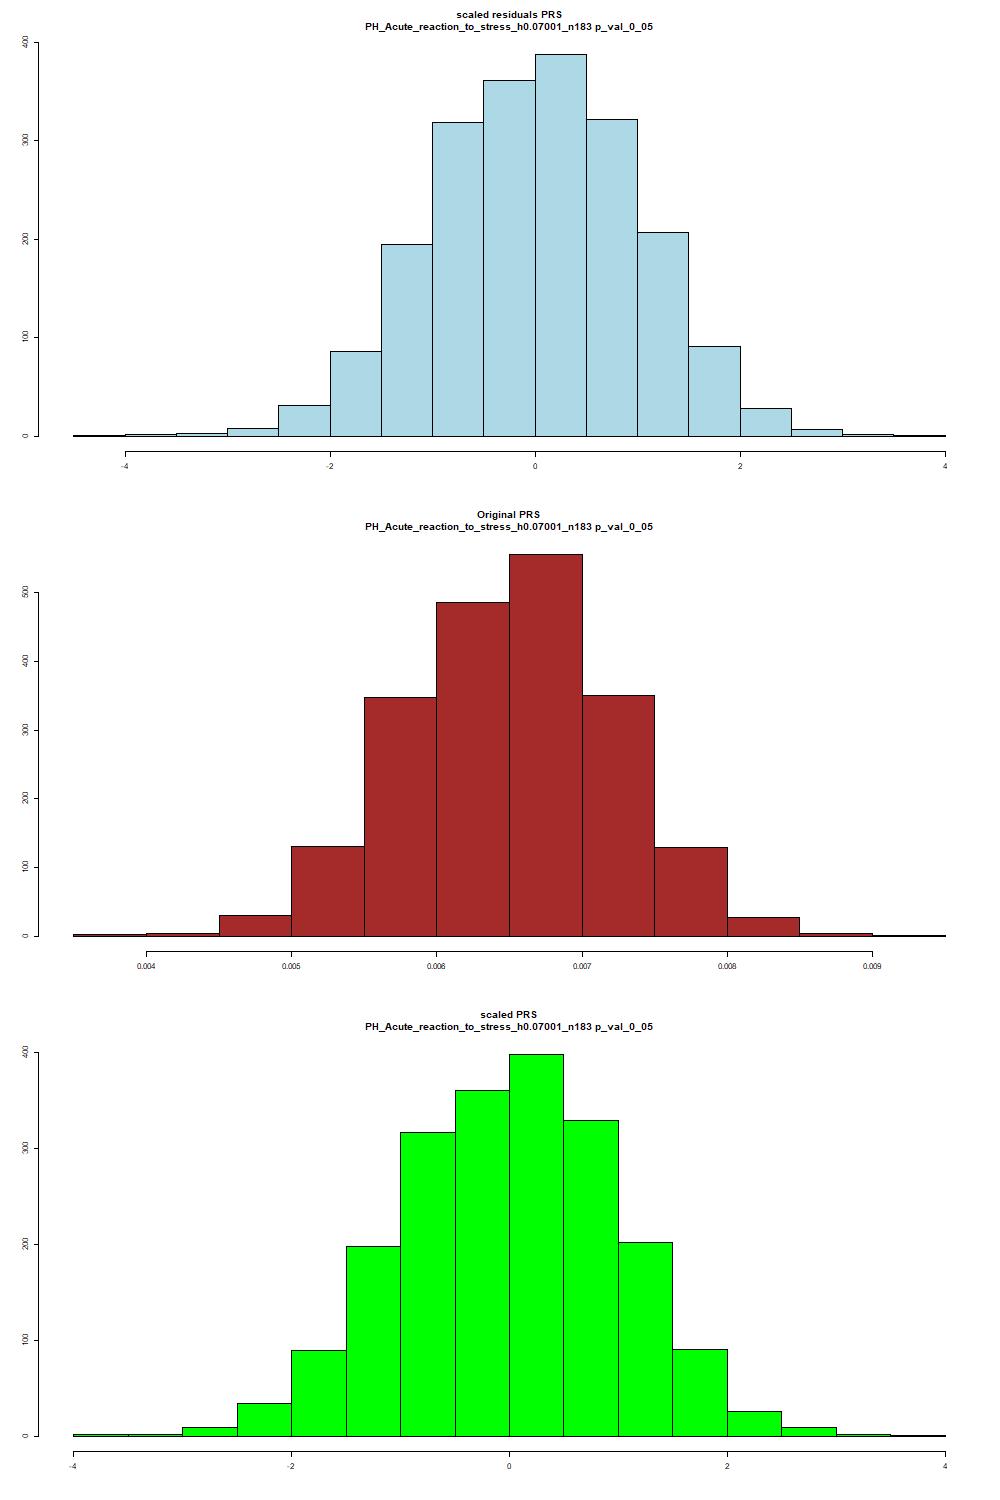 scaled residuals PRS
PH_Acute_reaction_to_stress_h0.07001_n183 p_val_0_05
400
300
200
100
0
-4 -2 0 2 4
Original PRS
PH_Acute_reaction_to_stress_h0.07001_n183 p_val_0_05
500
400
300
200
100
0
0.004 0.005 0.006 0.007 0.008 0.009
scaled PRS
PH_Acute_reaction_to_stress_h0.07001_n183 p_val_0_05
400
300
200
100
0
-4 -2 0 2 4